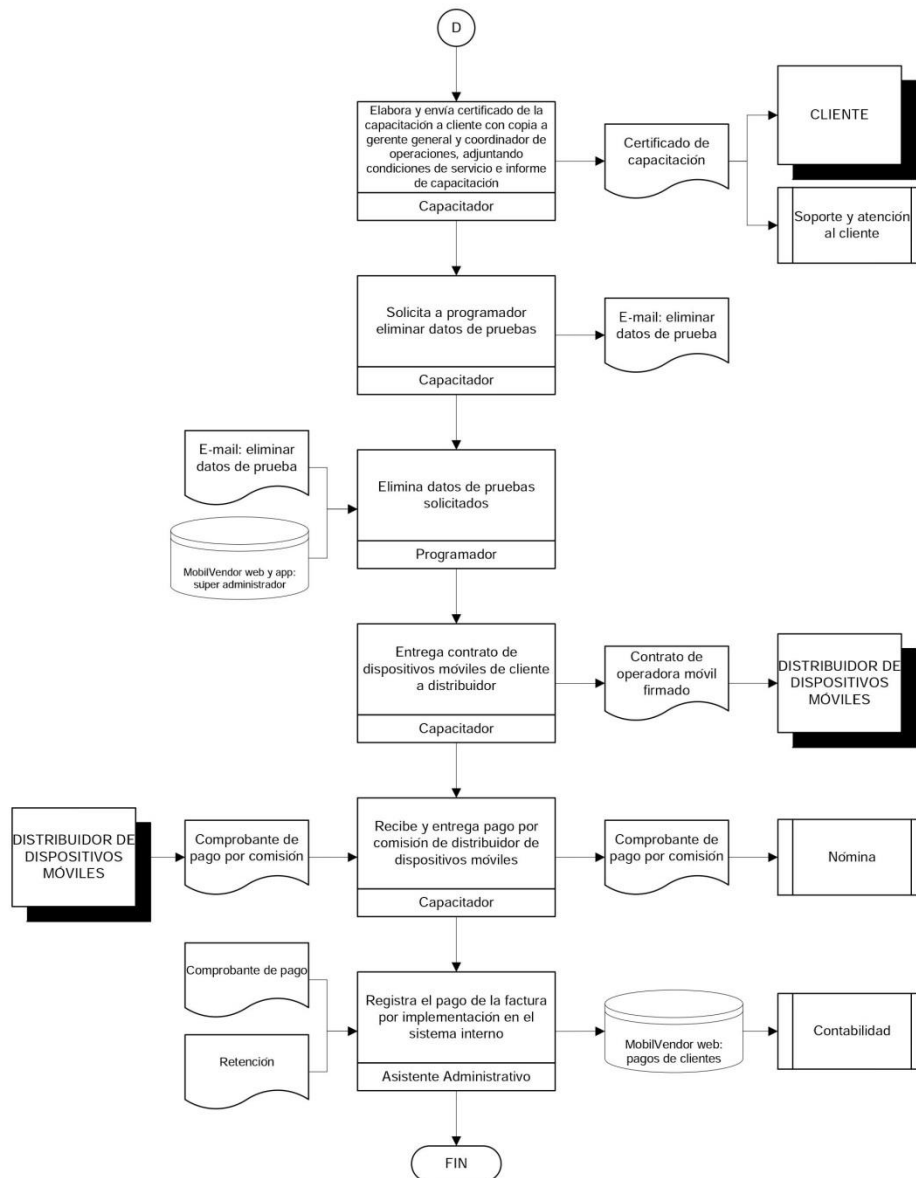 D
Elabora y envía certificado de la
capacitación a cliente con copia a
gerente general y coordinador de
operaciones, adjuntando
condiciones de servicio e informe
de capacitación
Capacitador
Certificado de
capacitación
CLIENTE
Soporte y atención
al cliente
Solicita a programador
eliminar datos de pruebas
Capacitador
E-mail: eliminar
datos de prueba
E-mail: eliminar
datos de prueba
MobilVendor web y app:
súper administrador
Elimina datos de pruebas
solicitados
Programador
Entrega contrato de
dispositivos móviles de cliente
a distribuidor
Capacitador
Contrato de
operadora móvil
firmado
DISTRIBUIDOR DE
DISPOSITIVOS
MÓVILES
DISTRIBUIDOR DE
DISPOSITIVOS
MÓVILES
Comprobante de
pago por comisión
Recibe y entrega pago por
comisión de distribuidor de
dispositivos móviles
Capacitador
Comprobante de
pago por comisión
Nómina
Comprobante de pago
Retención
Registra el pago de la factura
por implementación en el
sistema interno
Asistente Administrativo
MobilVendor web:
pagos de clientes
Contabilidad
FIN